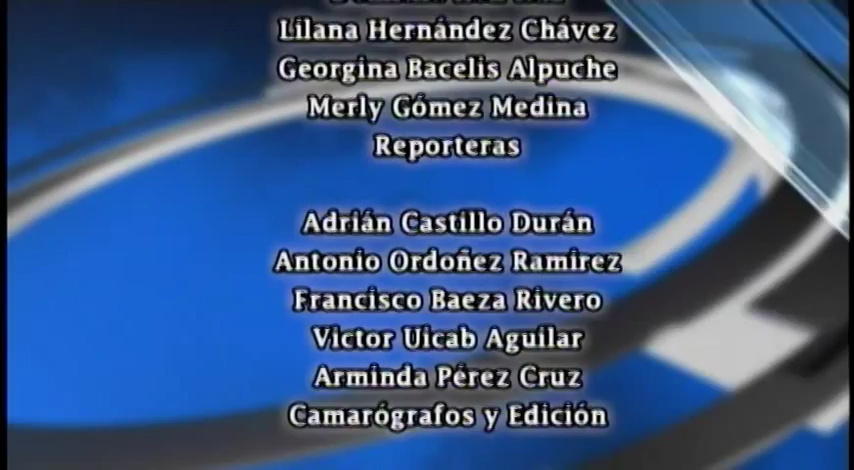 Lilana Hernández Chávez
Georgina Bacelis Alpuche
Merly Gómez Medina
Reporteras
Adrián Castillo Durán
Antonio Ordoñez Ramirez
Francisco Baeza Rivero
Victor Uicab Aguilar
Arminda Pérez Cruz
Camarógrafos y Edición